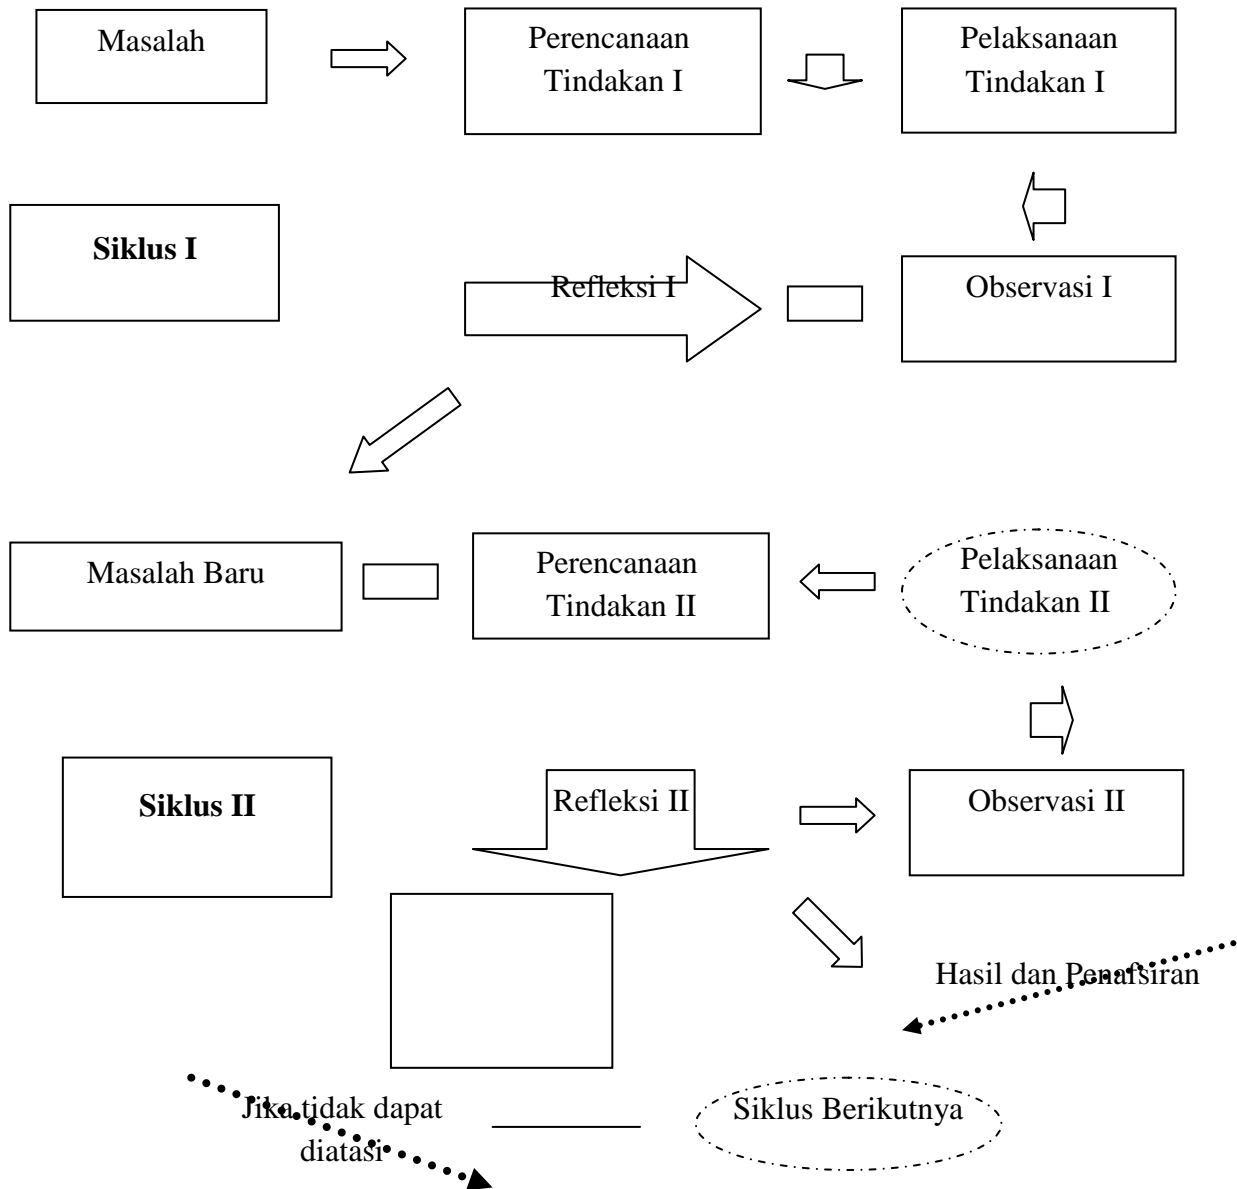 Masalah
Perencanaan
Tindakan I
Pelaksanaan
Tindakan I
Siklus I
Refleksi I
Observasi I
Masalah Baru
Perencanaan
Tindakan II
Pelaksanaan
Tindakan II
Siklus II
Refleksi II
Observasi II
Hasil dan Penafsiran
Jika tidak dapat
diatasi
Siklus Berikutnya